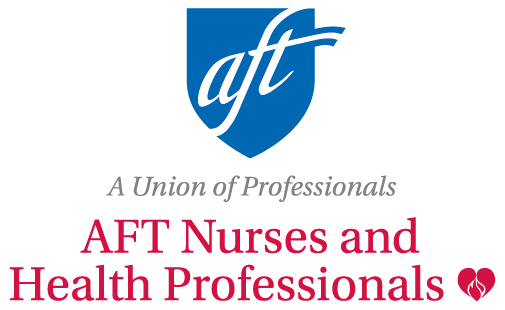 aft
A Union of Professionals
AFT Nurses and
Health Professionals